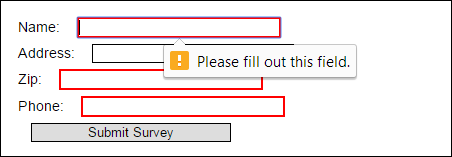 Name:
Address:
! Please fill out this field.
Zip:
Phone:
Submit Survey